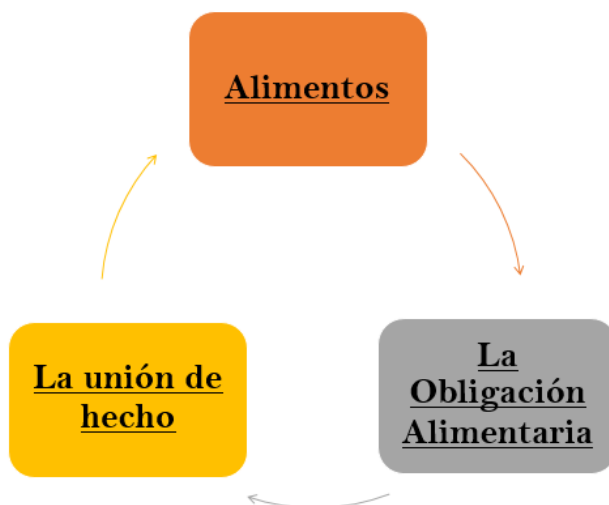 Alimentos
La
Obligación
Alimentaria
La unión de
hecho